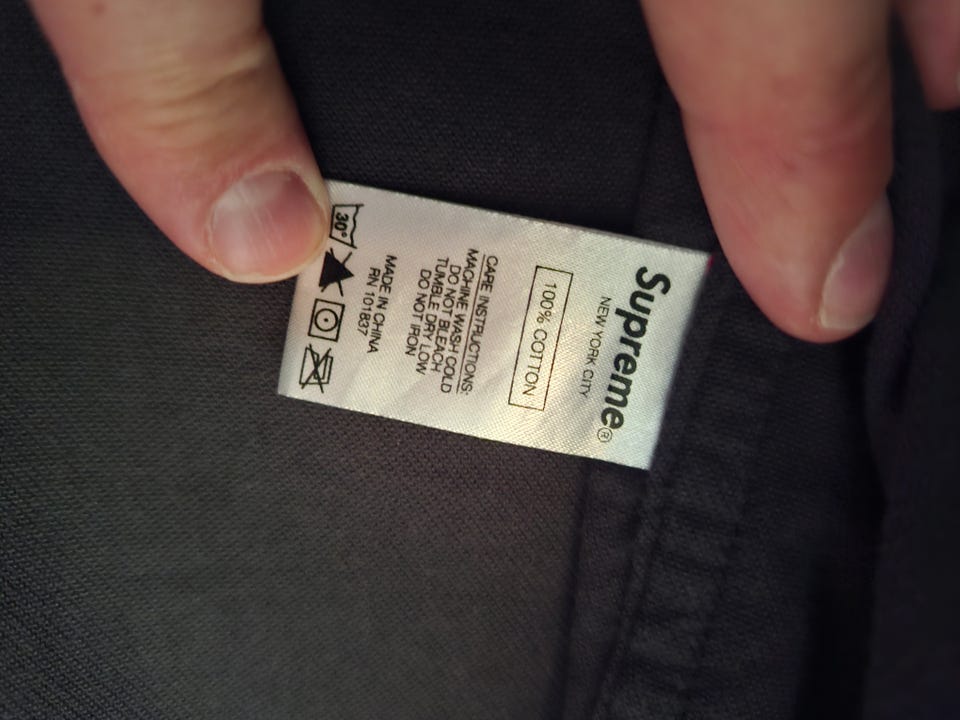 Supreme®
NEW YORK CITY
100% COTTON
CARE INSTRUCTIONS:
MACHINE WASH COLD
DO NOT BLEACH
TUMBLE DRY LOW
DO NOT IRON
MADE IN CHINA
RN 101837
30°